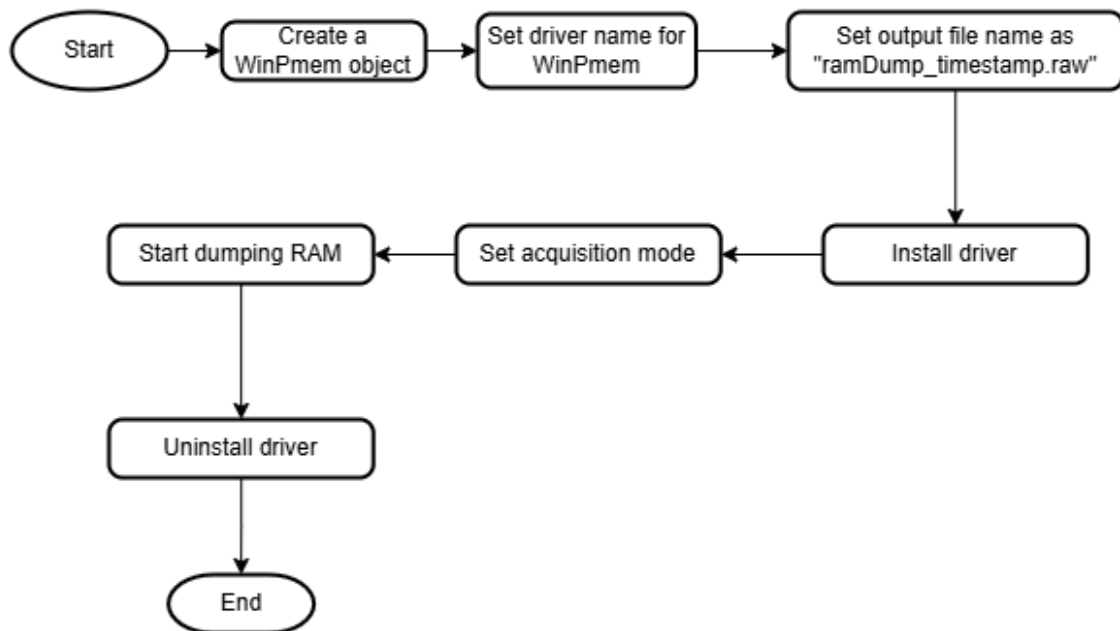 Start
Create a
WinPmem object
Set driver name for
WinPmem
Set output file name as
"ramDump_timestamp.raw"
Install driver
Set acquisition mode
Start dumping RAM
Uninstall driver
End